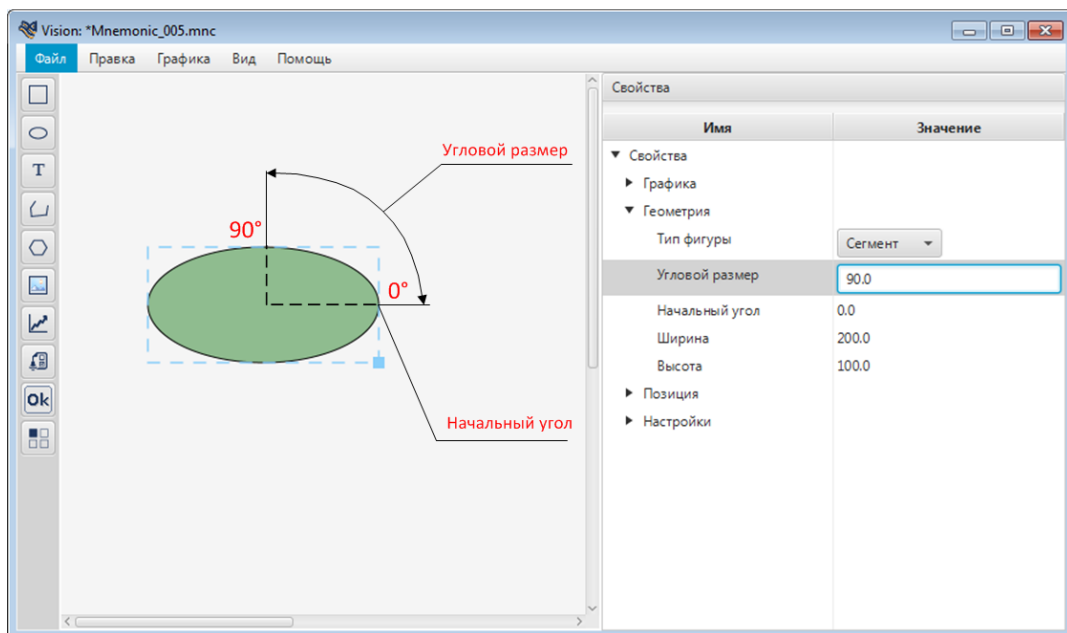 Vision: *Mnemonic_005.mnc
Файл Правка Графика Вид Помощь
T
Ok
Угловой размер
90°
0°
Начальный угол
Свойства
Имя Значение
Свойства
Графика
Геометрия
Тип фигуры Сегмент
Угловой размер 90.0
Начальный угол 0.0
Ширина 200.0
Высота 100.0
Позиция
Настройки